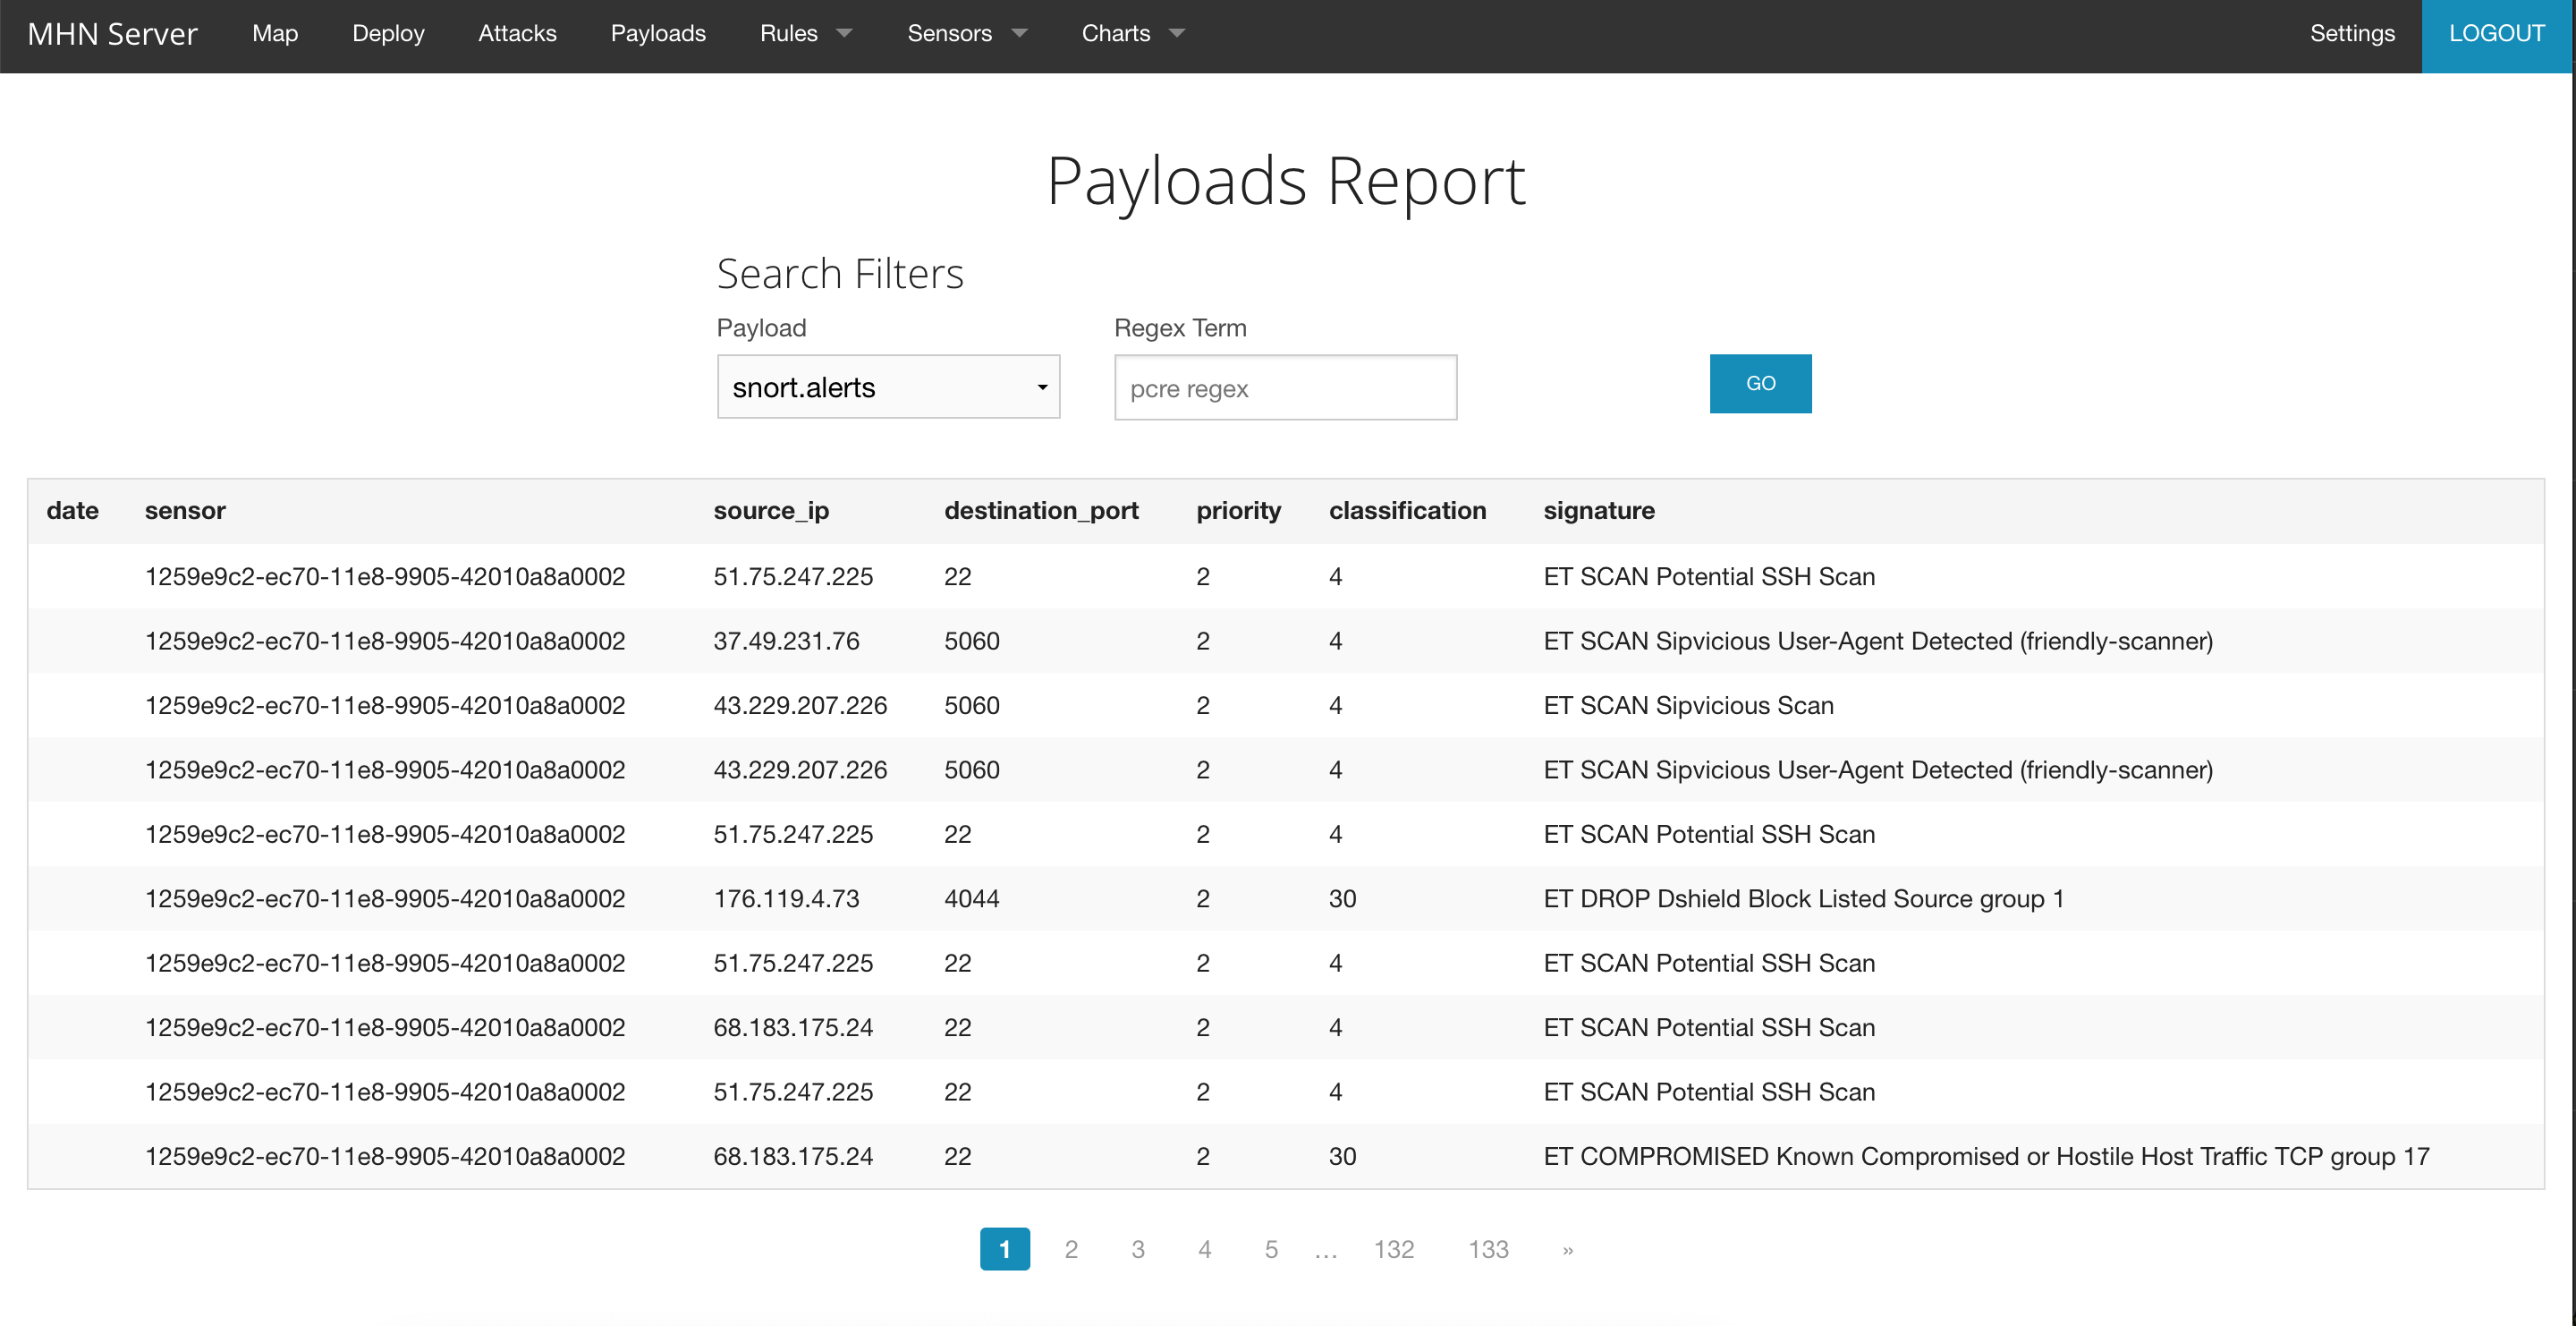 MHN Server Map Deploy Attacks Payloads Rules Sensors Charts Settings LOGOUT
Payloads Report
Search Filters
Payload Regex Term
snort.alerts pcre regex GO
date sensor source_ip destination_port priority classification signature
1259e9c2-ec70-11e8-9905-42010a8a0002 51.75.247.225 22 2 4 ET SCAN Potential SSH Scan
1259e9c2-ec70-11e8-9905-42010a8a0002 37.49.231.76 5060 2 4 ET SCAN Sipvicious User-Agent Detected (friendly-scanner)
1259e9c2-ec70-11e8-9905-42010a8a0002 43.229.207.226 5060 2 4 ET SCAN Sipvicious Scan
1259e9c2-ec70-11e8-9905-42010a8a0002 43.229.207.226 5060 2 4 ET SCAN Sipvicious User-Agent Detected (friendly-scanner)
1259e9c2-ec70-11e8-9905-42010a8a0002 51.75.247.225 22 2 4 ET SCAN Potential SSH Scan
1259e9c2-ec70-11e8-9905-42010a8a0002 176.119.4.73 4044 2 30 ET DROP Dshield Block Listed Source group 1
1259e9c2-ec70-11e8-9905-42010a8a0002 51.75.247.225 22 2 4 ET SCAN Potential SSH Scan
1259e9c2-ec70-11e8-9905-42010a8a0002 68.183.175.24 22 2 4 ET SCAN Potential SSH Scan
1259e9c2-ec70-11e8-9905-42010a8a0002 51.75.247.225 22 2 4 ET SCAN Potential SSH Scan
1259e9c2-ec70-11e8-9905-42010a8a0002 68.183.175.24 22 2 30 ET COMPROMISED Known Compromised or Hostile Host Traffic TCP group 17
1 2 3 4 5 … 132 133 »